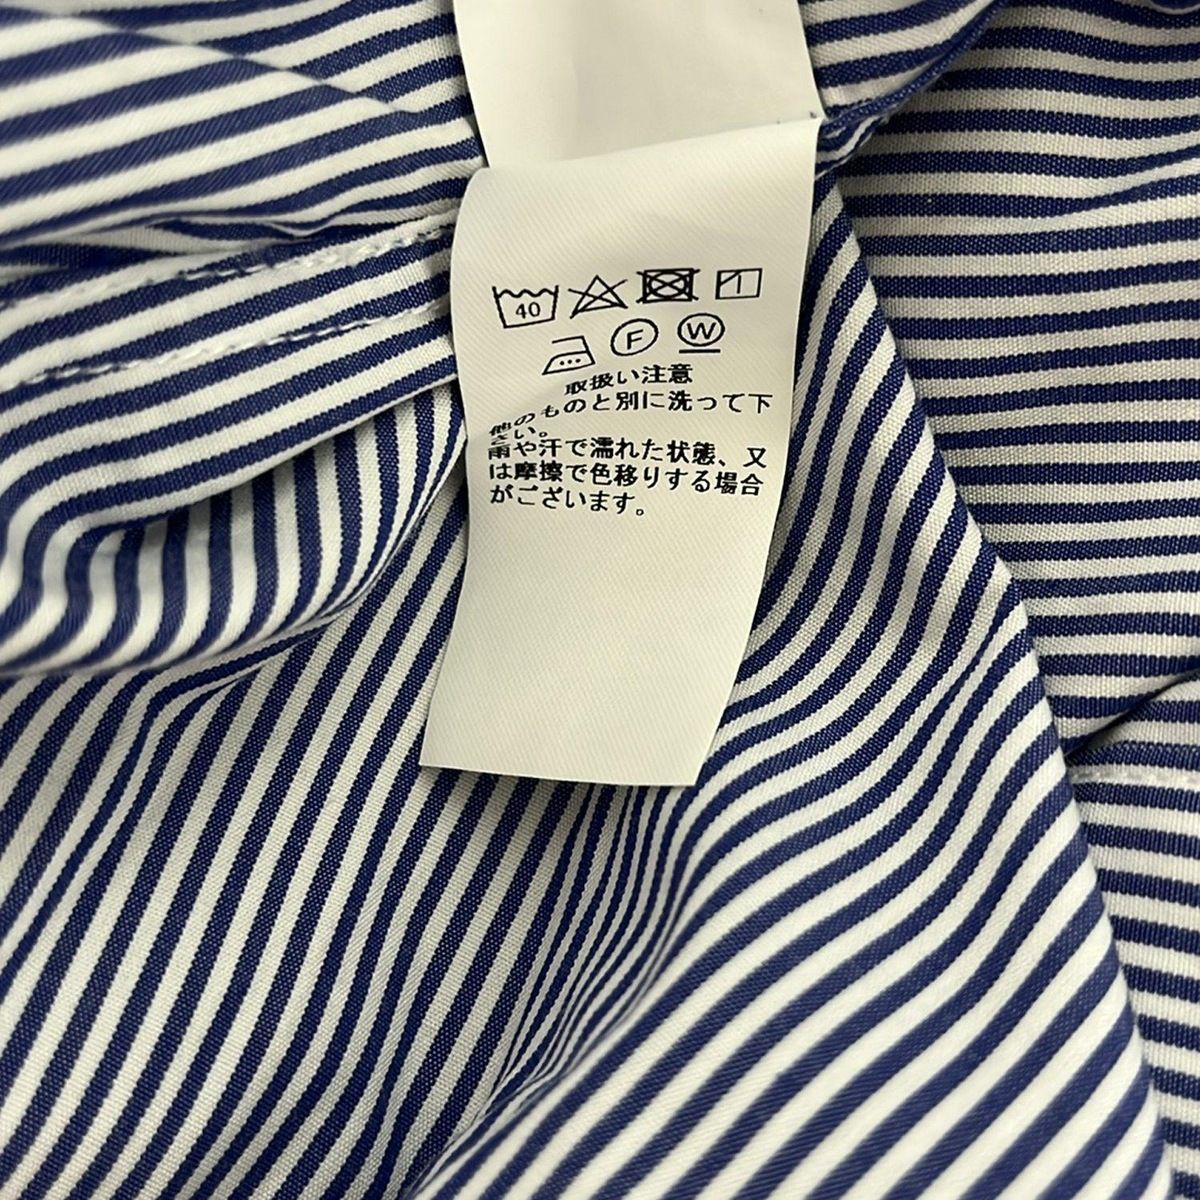 40
F W
取扱い注意
他のものと別に洗って下
さい。
雨や汗で濡れた状態、又
は摩擦で色移りする場合
がございます。